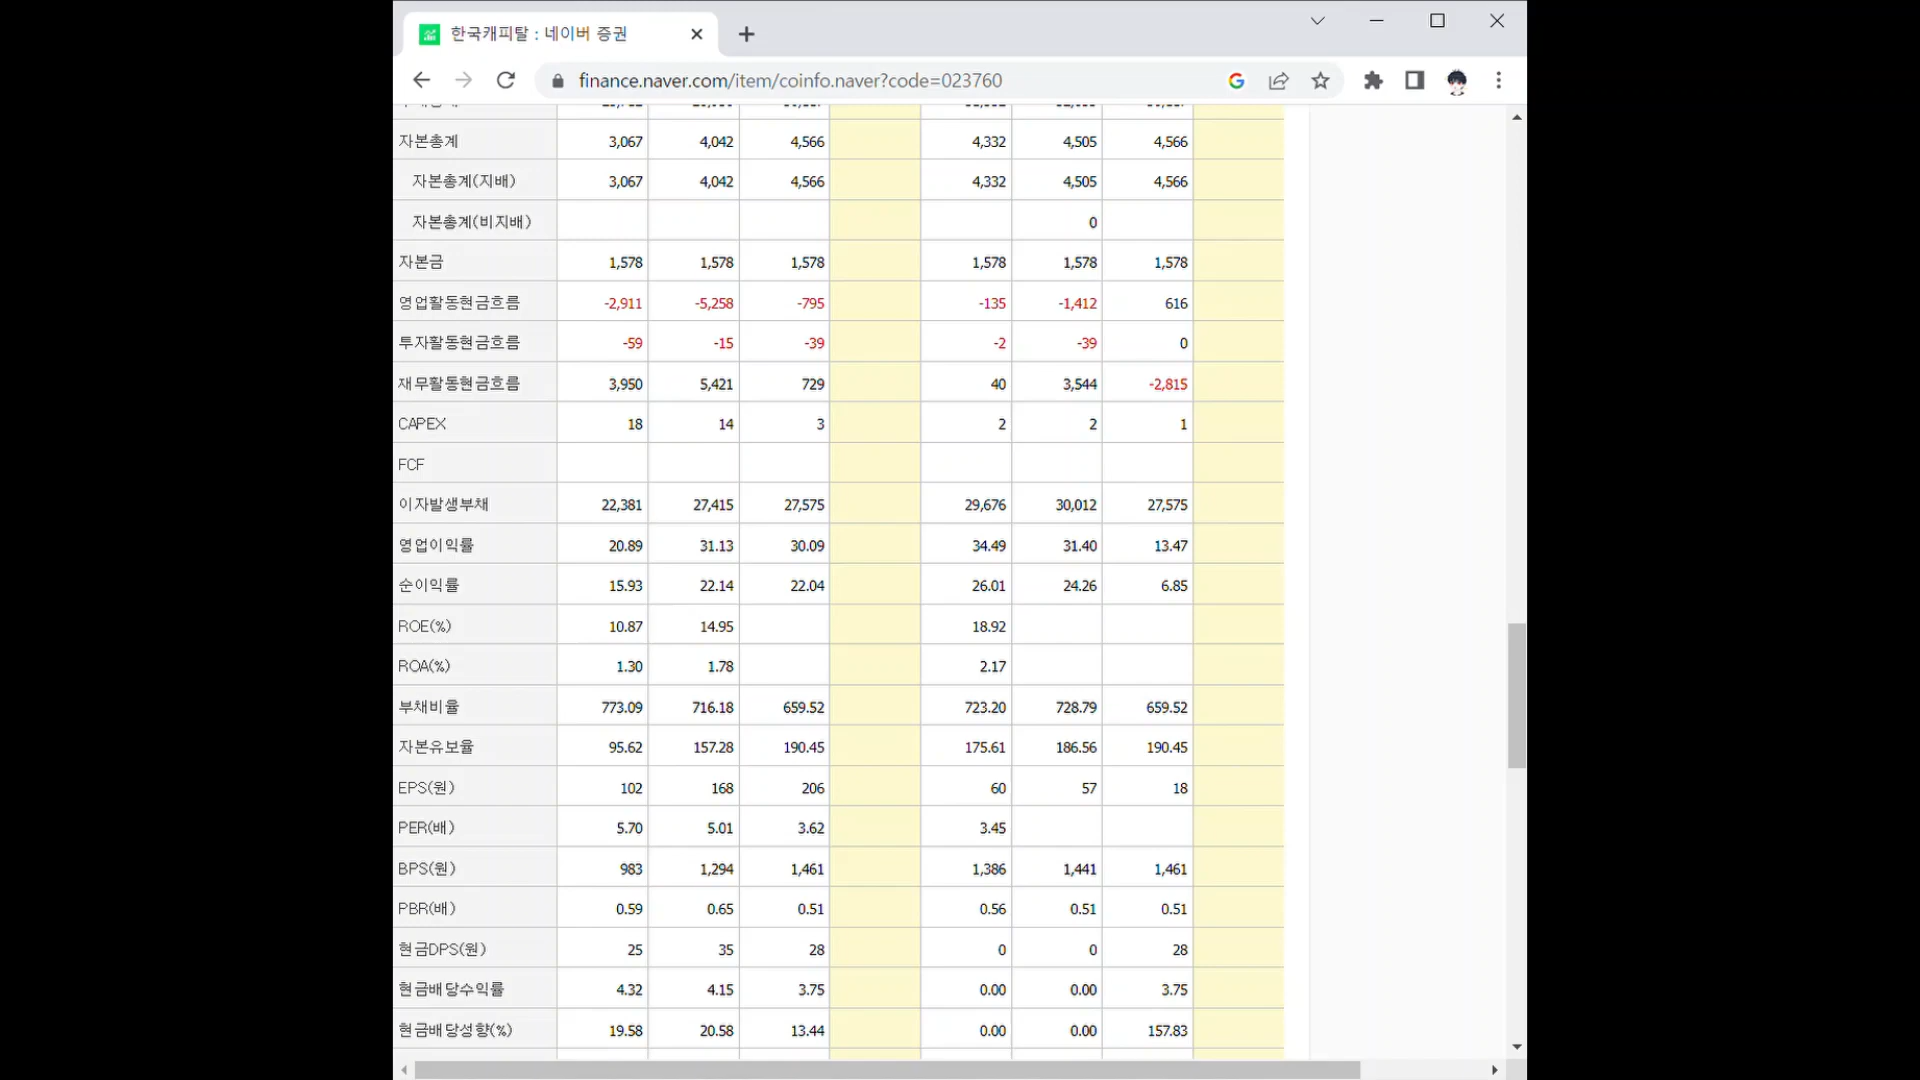 한국캐피탈 : 네이버 증권
finance.naver.com/item/coinfo.naver?code=023760
자본총계 3,067 4,042 4,566 4,332 4,505 4,566
자본총계(지배) 3,067 4,042 4,566 4,332 4,505 4,566
자본총계(비지배) 0
자본금 1,578 1,578 1,578 1,578 1,578 1,578
영업활동현금흐름 -2,911 -5,258 -795 -135 -1,412 616
투자활동현금흐름 -59 -15 -39 -2 -39 0
재무활동현금흐름 3,950 5,421 729 40 3,544 -2,815
CAPEX 18 14 3 2 2 1
FCF
이자발생부채 22,381 27,415 27,575 29,676 30,012 27,575
영업이익률 20.89 31.13 30.09 34.49 31.40 13.47
순이익률 15.93 22.14 22.04 26.01 24.26 6.85
ROE(%) 10.87 14.95 18.92
ROA(%) 1.30 1.78 2.17
부채비율 773.09 716.18 659.52 723.20 728.79 659.52
자본유보율 95.62 157.28 190.45 175.61 186.56 190.45
EPS(원) 102 168 206 60 57 18
PER(배) 5.70 5.01 3.62 3.45
BPS(원) 983 1,294 1,461 1,386 1,441 1,461
PBR(배) 0.59 0.65 0.51 0.56 0.51 0.51
현금DPS(원) 25 35 28 0 0 28
현금배당수익률 4.32 4.15 3.75 0.00 0.00 3.75
현금배당성향(%) 19.58 20.58 13.44 0.00 0.00 157.83